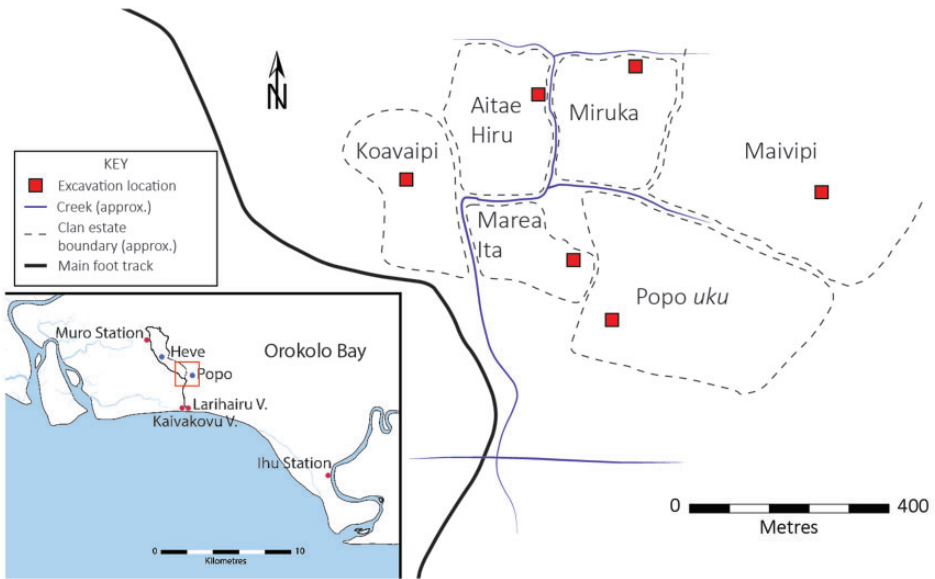 N
Aitae
Hiru
Miruka
Koavaipi
Maivipi
KEY
Excavation location
Creek (approx.)
Clan estate
boundary (approx.)
Main foot track
Marea
Ita
Popo uku
Muro Station
Heve
Orokolo Bay
Popo
Larihairu V.
Kaivakovu V.
Ihu Station
0 400
Metres
0 10
Kilometres